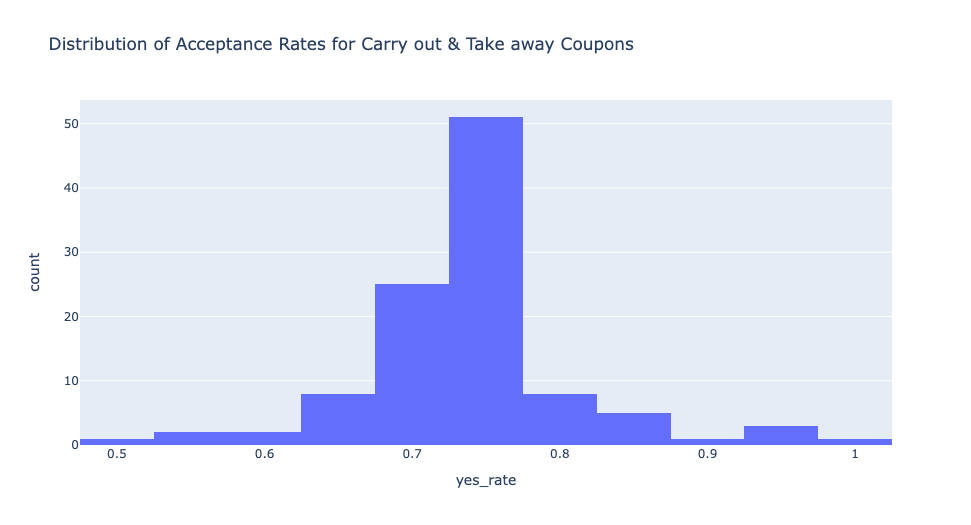 Distribution of Acceptance Rates for Carry out & Take away Coupons
50
40
30
20
10
0
count
0.5 0.6 0.7 0.8 0.9 1
yes_rate